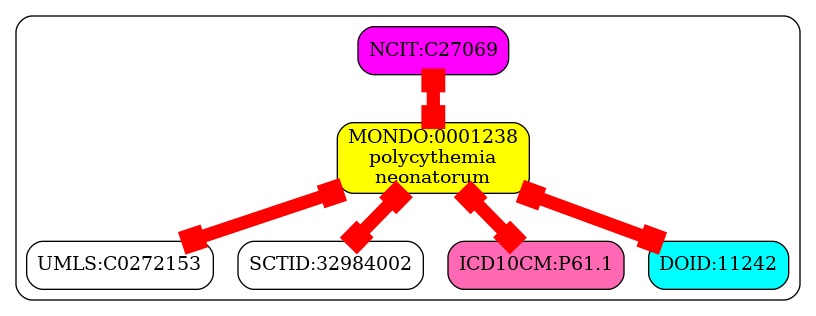 NCIT:C27069
MONDO:0001238
polycythemia
neonatorum
UMLS:C0272153
SCTID:32984002
ICD10CM:P61.1
DOID:11242